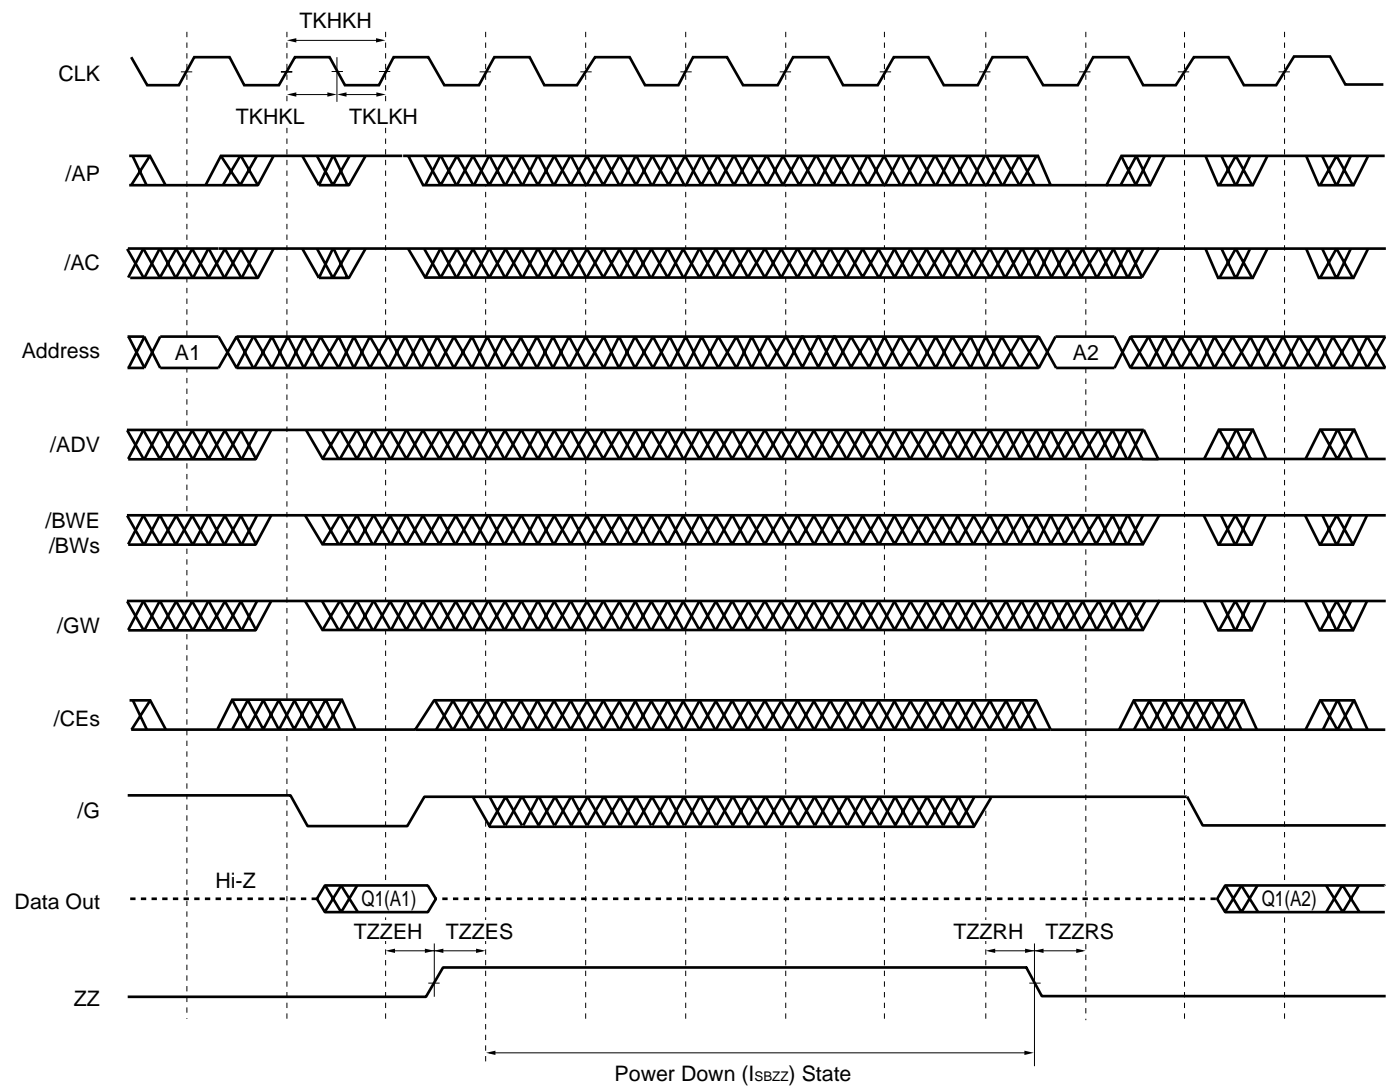 TKHKH
CLK
TKHKL TKLKH
/AP
/AC
Address A1 A2
/ADV
/BWE
/BWs
/GW
/CEs
/G
Hi-Z
Data Out Q1(A1) Q1(A2)
TZZEH TZZES TZZRH TZZRS
ZZ
Power Down (ISBZZ) State